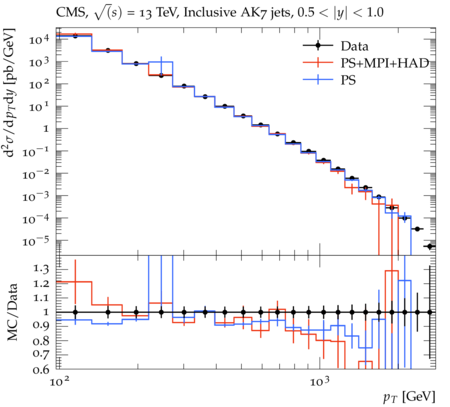 CMS, √(s) = 13 TeV, Inclusive AK7 jets, 0.5 < |y| < 1.0
d²σ/dp_T dy [pb/GeV]
10⁴
10³
10²
10¹
1
10⁻¹
10⁻²
10⁻³
10⁻⁴
10⁻⁵
Data
PS+MPI+HAD
PS
MC/Data
1.3
1.2
1.1
1
0.9
0.8
0.7
0.6
10²
10³
p_T [GeV]